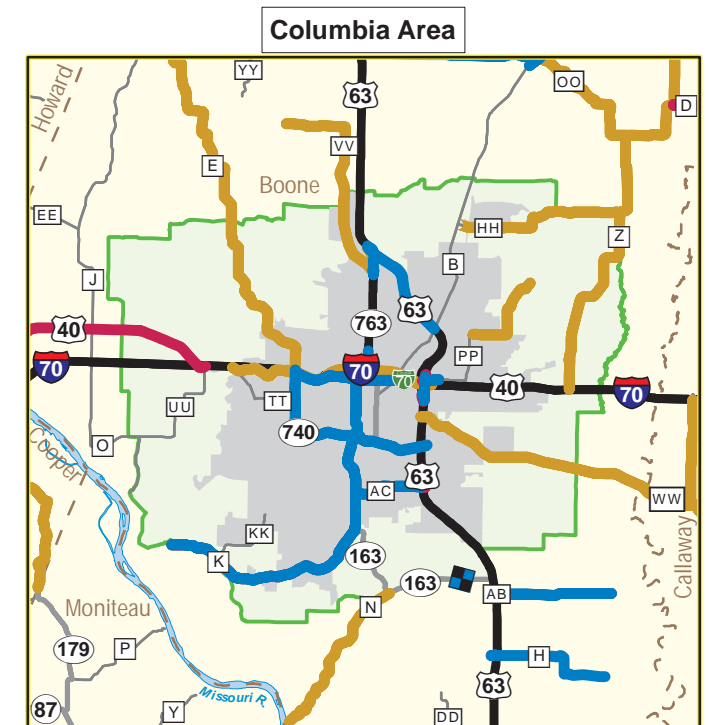 Columbia Area
YY
63
OO
D
Howard
VV
E
Boone
EE
HH
Z
B
J
63
763
40
PP
70
70
70
40
70
UU
TT
740
O
Cooper
63
AC
WW
KK
K
163
163
Callaway
AB
Moniteau
N
179
P
H
63
Missouri R.
87
Y
DD